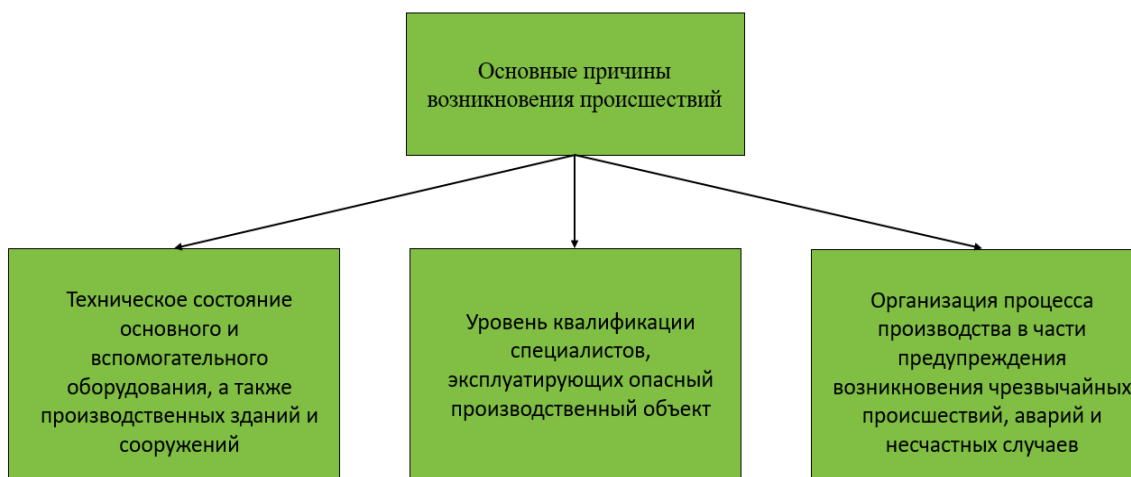 Основные причины
возникновения происшествий
Техническое состояние
основного и
вспомогательного
оборудования, а также
производственных зданий и
сооружений
Уровень квалификации
специалистов,
эксплуатирующих опасный
производственный объект
Организация процесса
производства в части
предупреждения
возникновения чрезвычайных
происшествий, аварий и
несчастных случаев